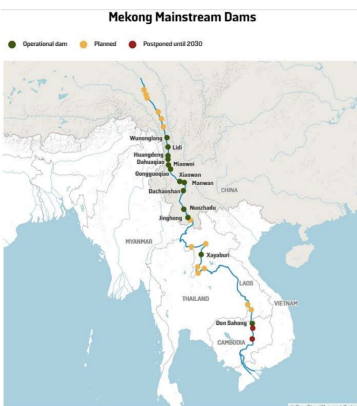 Mekong Mainstream Dams
Operational dam
Planned
Postponed until 2030
Wunonglong
Lidi
Huangdeng
Dahuaqiao
Miaowei
Gongguoqiao
Xiaowan
Manwan
Dachaoshan
CHINA
Nuozhadu
Jinghong
MYANMAR
Xayaburi
LAOS
THAILAND
VIETNAM
Don Sahong
CAMBODIA